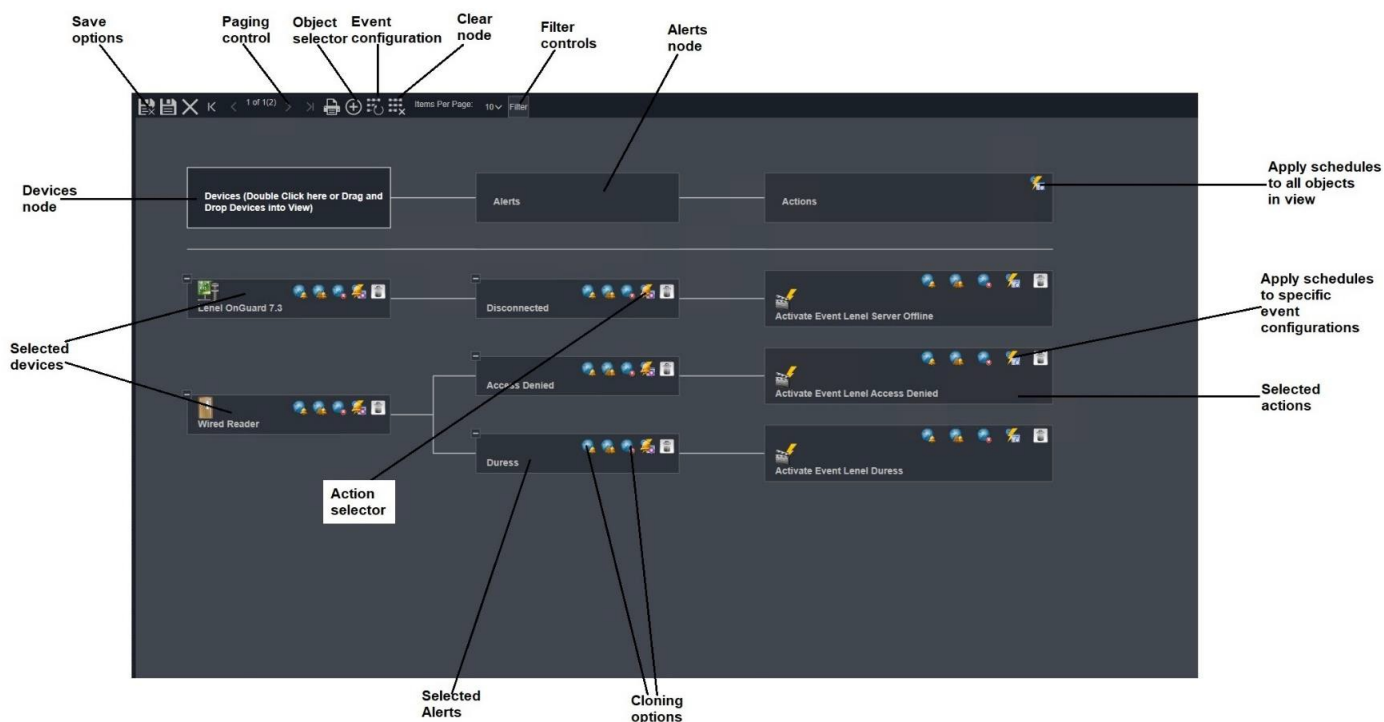 Save
options
Paging
control
Object
selector
Event
configuration
Clear
node
Filter
controls
Alerts
node
1 of 1(2)
Items Per Page:
10
Filter
Devices
node
Devices (Double Click here or Drag and
Drop Devices into View)
Alerts
Actions
Apply schedules
to all objects
in view
Lenel OnGuard 7.3
Disconnected
Activate Event Lenel Server Offline
Apply schedules
to specific
event
configurations
Selected
devices
Access Denied
Activate Event Lenel Access Denied
Selected
actions
Wired Reader
Duress
Activate Event Lenel Duress
Action
selector
Selected
Alerts
Cloning
options